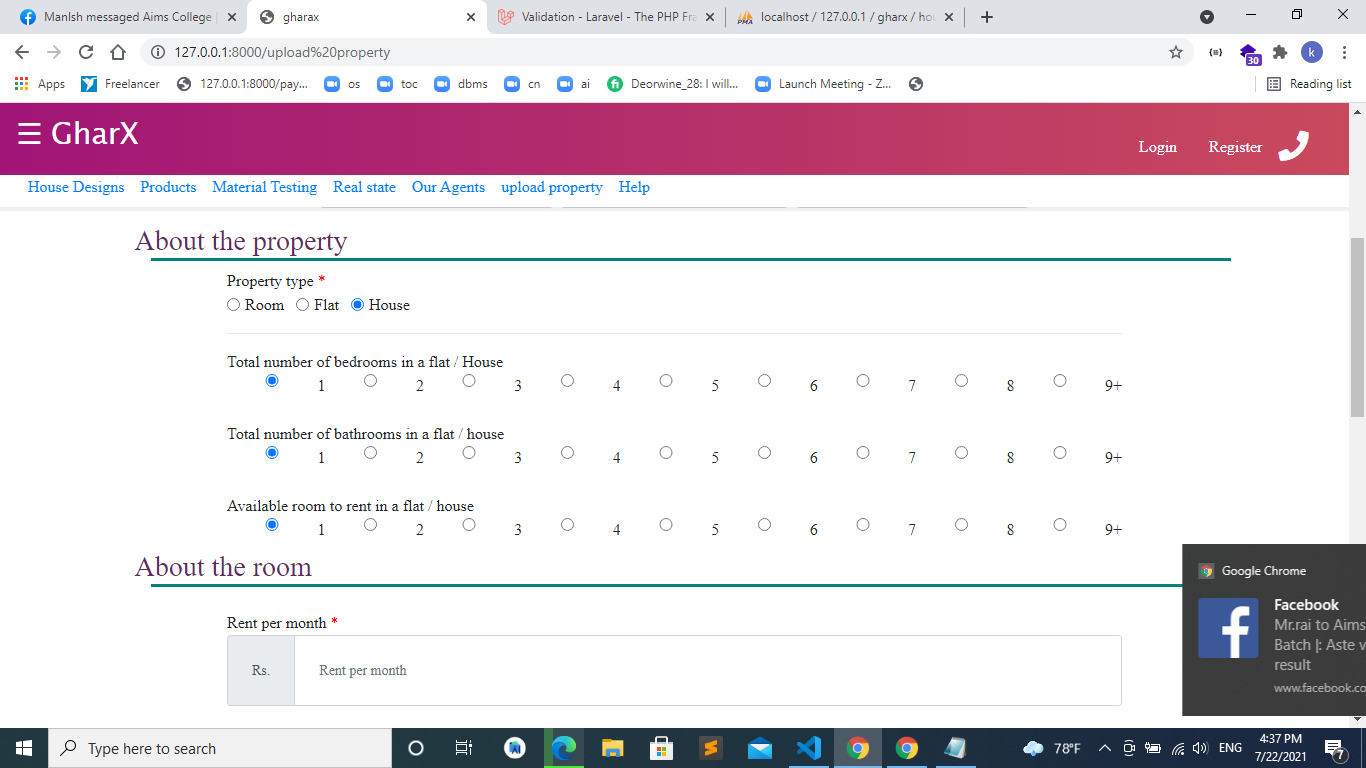 ManIsh messaged Aims College |
gharax
Validation - Laravel - The PHP Fra
localhost / 127.0.0.1 / gharx / hou
127.0.0.1:8000/upload%20property
k
30
Apps
Freelancer
127.0.0.1:8000/pay...
os
toc
dbms
cn
ai
Deorwine_28: I will...
Launch Meeting - Z...
Reading list
☰ GharX
Login
Register
House Designs
Products
Material Testing
Real state
Our Agents
upload property
Help
About the property
Property type *
Room Flat House
Total number of bedrooms in a flat / House
1 2 3 4 5 6 7 8 9+
Total number of bathrooms in a flat / house
1 2 3 4 5 6 7 8 9+
Available room to rent in a flat / house
1 2 3 4 5 6 7 8 9+
About the room
Rent per month *
Rs.
Rent per month
Google Chrome
Facebook
Mr.rai to Aims
Batch |: Aste v
result
www.facebook.co
Type here to search
78°F
ENG
4:37 PM
7/22/2021
7